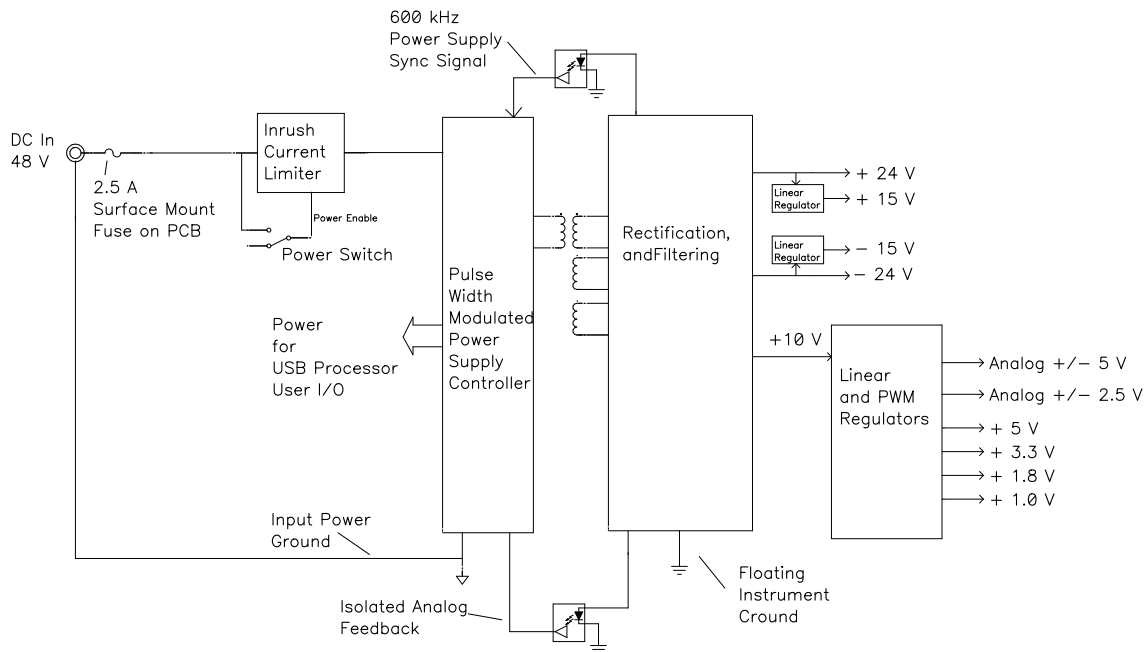 600 kHz
Power Supply
Sync Signal
DC In
48 V
Inrush
Current
Limiter
2.5 A
Surface Mount
Fuse on PCB
Power Enable
Power Switch
Pulse
Width
Modulated
Power
Supply
Controller
Power
for
USB Processor
User I/O
Rectification,
andFiltering
+ 24 V
Linear
Regulator
+ 15 V
Linear
Regulator
- 15 V
- 24 V
+10 V
Linear
and PWM
Regulators
Analog +/- 5 V
Analog +/- 2.5 V
+ 5 V
+ 3.3 V
+ 1.8 V
+ 1.0 V
Input Power
Ground
Isolated Analog
Feedback
Floating
Instrument
Ground